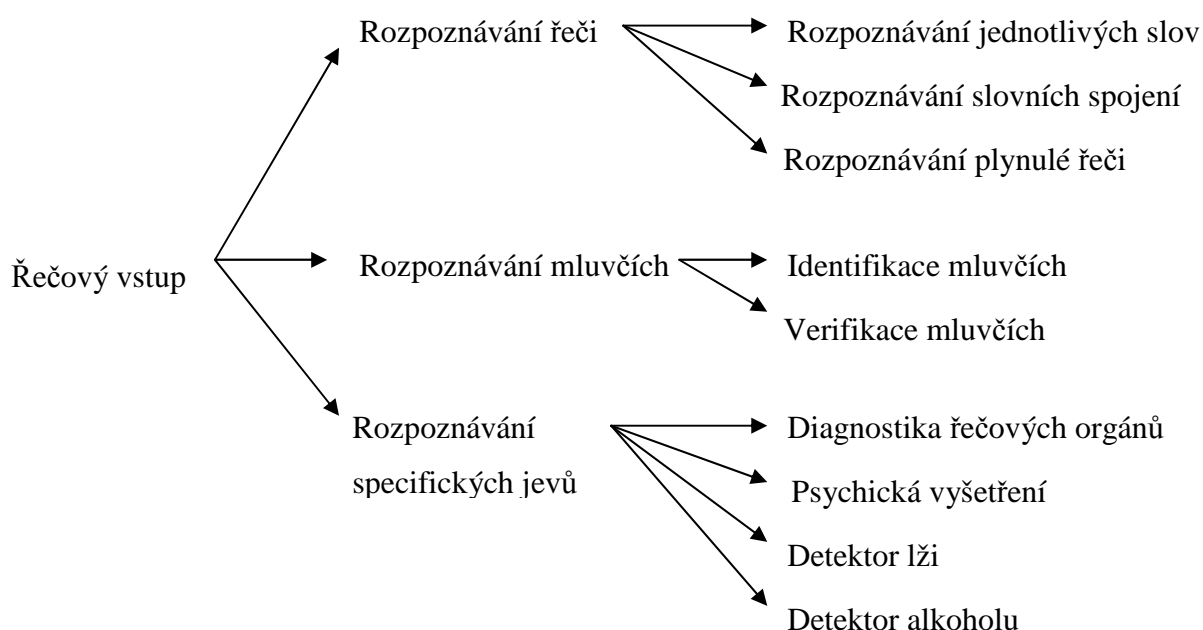 Rozpoznávání řeči
Rozpoznávání jednotlivých slov
Rozpoznávání slovních spojení
Rozpoznávání plynulé řeči
Řečový vstup
Rozpoznávání mluvčích
Identifikace mluvčích
Verifikace mluvčích
Rozpoznávání
specifických jevů
Diagnostika řečových orgánů
Psychická vyšetření
Detektor lži
Detektor alkoholu